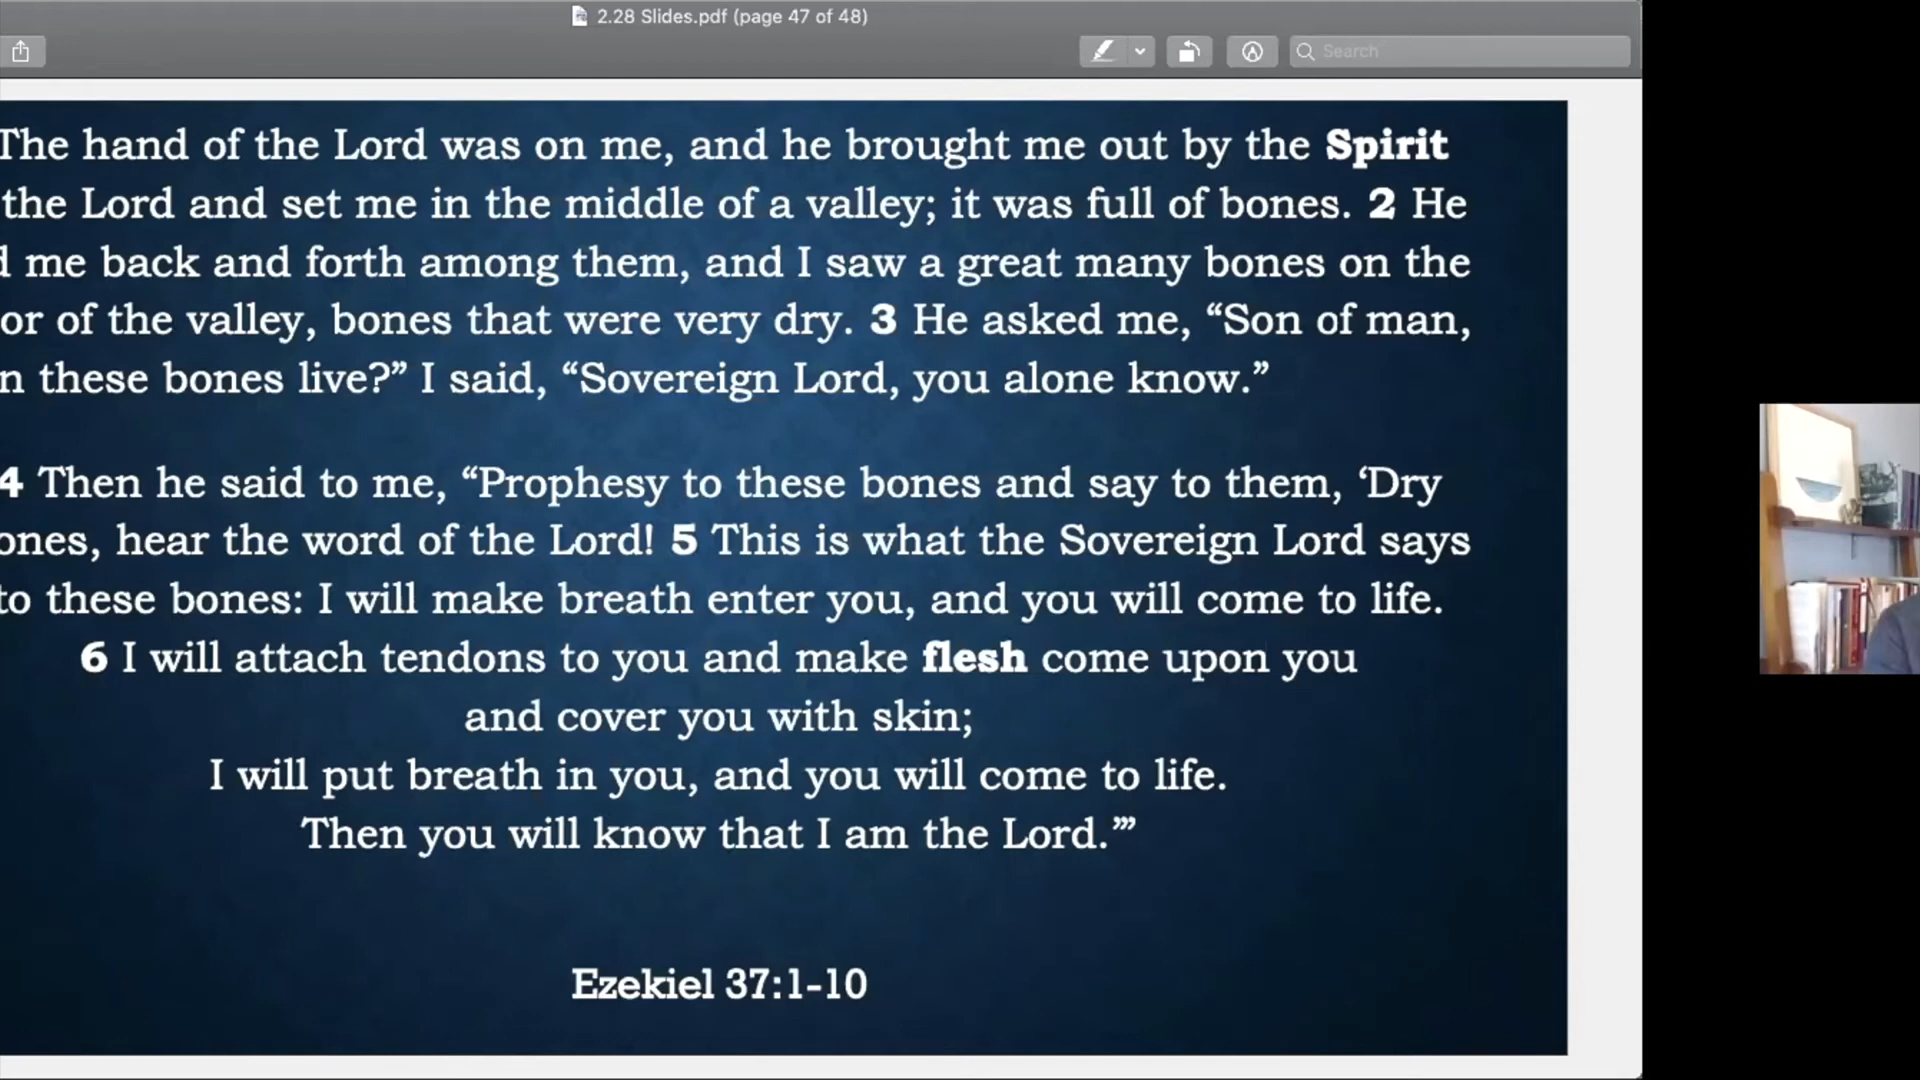 2.28 Slides.pdf (page 47 of 48)
Search
The hand of the Lord was on me, and he brought me out by the Spirit
the Lord and set me in the middle of a valley; it was full of bones. 2 He
me back and forth among them, and I saw a great many bones on the
or of the valley, bones that were very dry. 3 He asked me, “Son of man,
n these bones live?” I said, “Sovereign Lord, you alone know.”
4 Then he said to me, “Prophesy to these bones and say to them, ‘Dry
ones, hear the word of the Lord! 5 This is what the Sovereign Lord says
to these bones: I will make breath enter you, and you will come to life.
6 I will attach tendons to you and make flesh come upon you
and cover you with skin;
I will put breath in you, and you will come to life.
Then you will know that I am the Lord.’”
Ezekiel 37:1-10